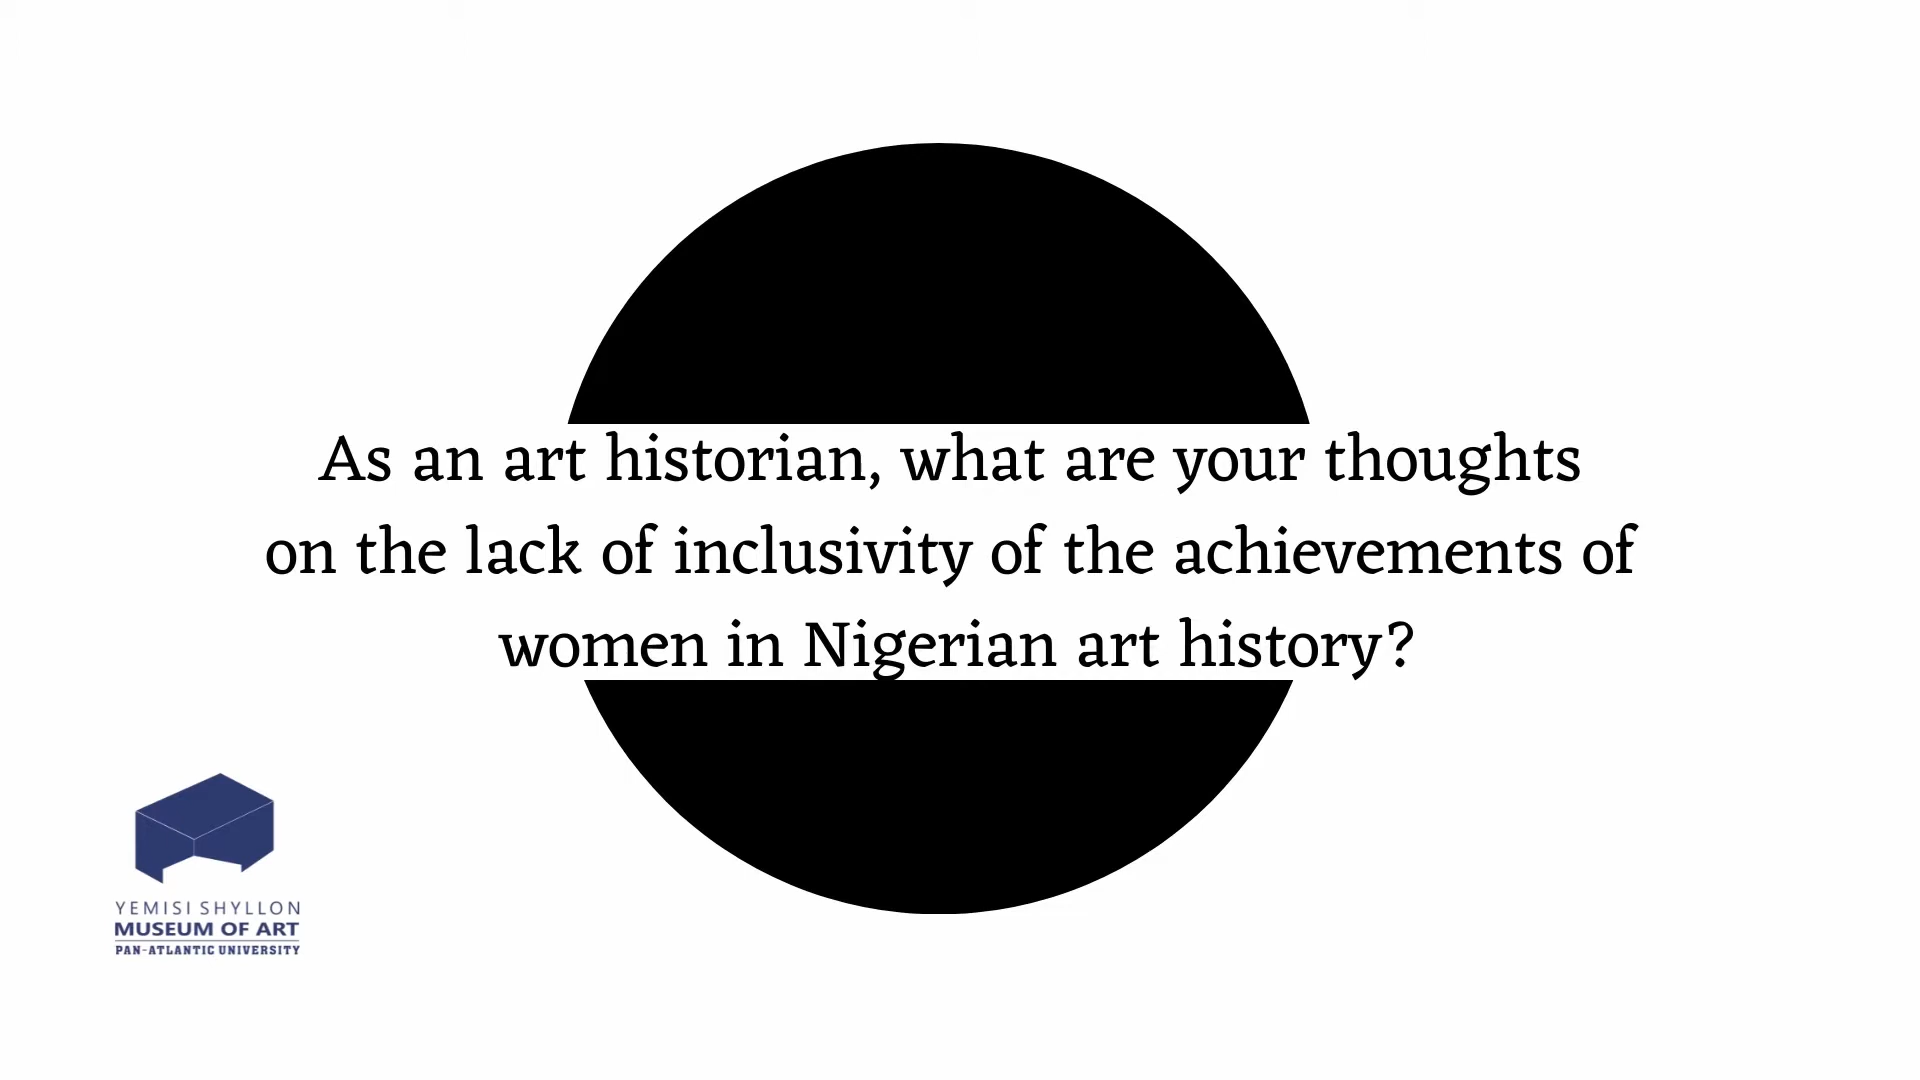 As an art historian, what are your thoughts
on the lack of inclusivity of the achievements of
women in Nigerian art history?
YEMISI SHYLLON
MUSEUM OF ART
PAN-ATLANTIC UNIVERSITY